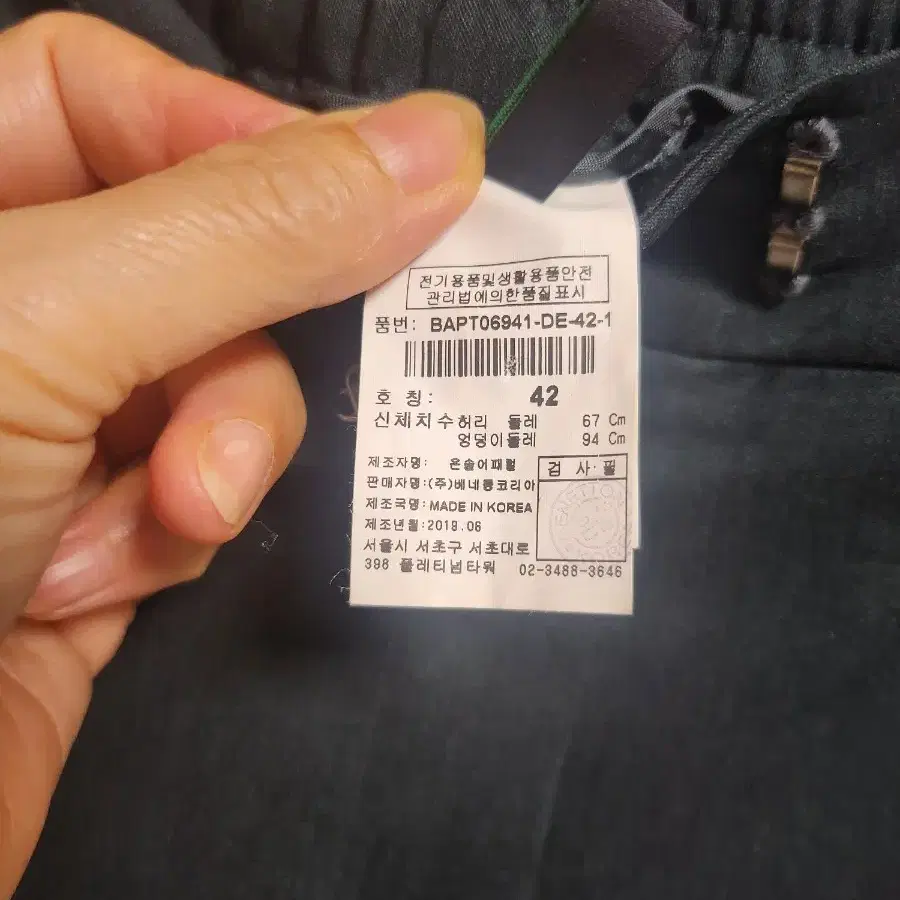 전기용품및생활용품안전
관리법에의한품질표시
품번: BAPT06941-DE-42-1
호 칭: 42
신체치수 허리 둘레 67 Cm
엉덩이둘레 94 Cm
제조자명: 온솔어패럴
판매자명:(주)베네통코리아
제조국명: MADE IN KOREA
제조년월:2019.06
검 사·필
서울시 서초구 서초대로
398 플레티넘타워 02-3488-3646